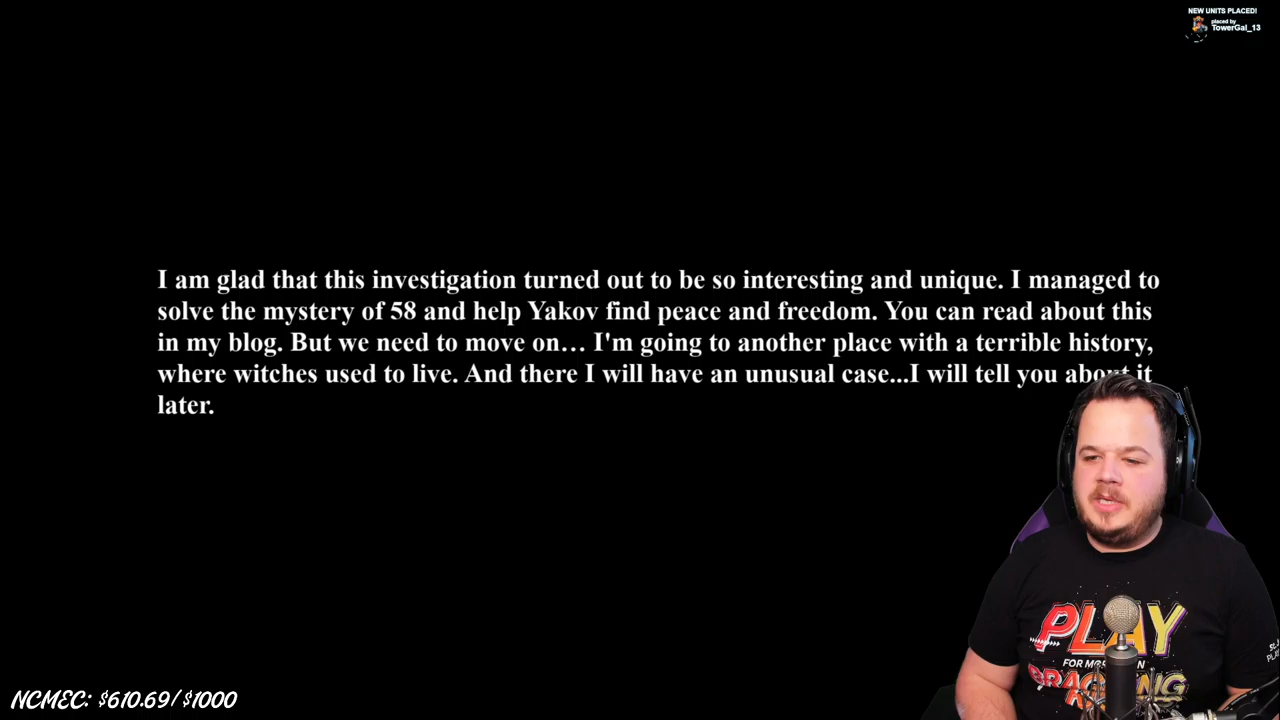 NEW UNITS PLACED!
placed by
TowerGal_13
I am glad that this investigation turned out to be so interesting and unique. I managed to
solve the mystery of 58 and help Yakov find peace and freedom. You can read about this
in my blog. But we need to move on… I'm going to another place with a terrible history,
where witches used to live. And there I will have an unusual case...I will tell you about it
later.
PLAY
FOR
NCMEC: $610.69/$1000